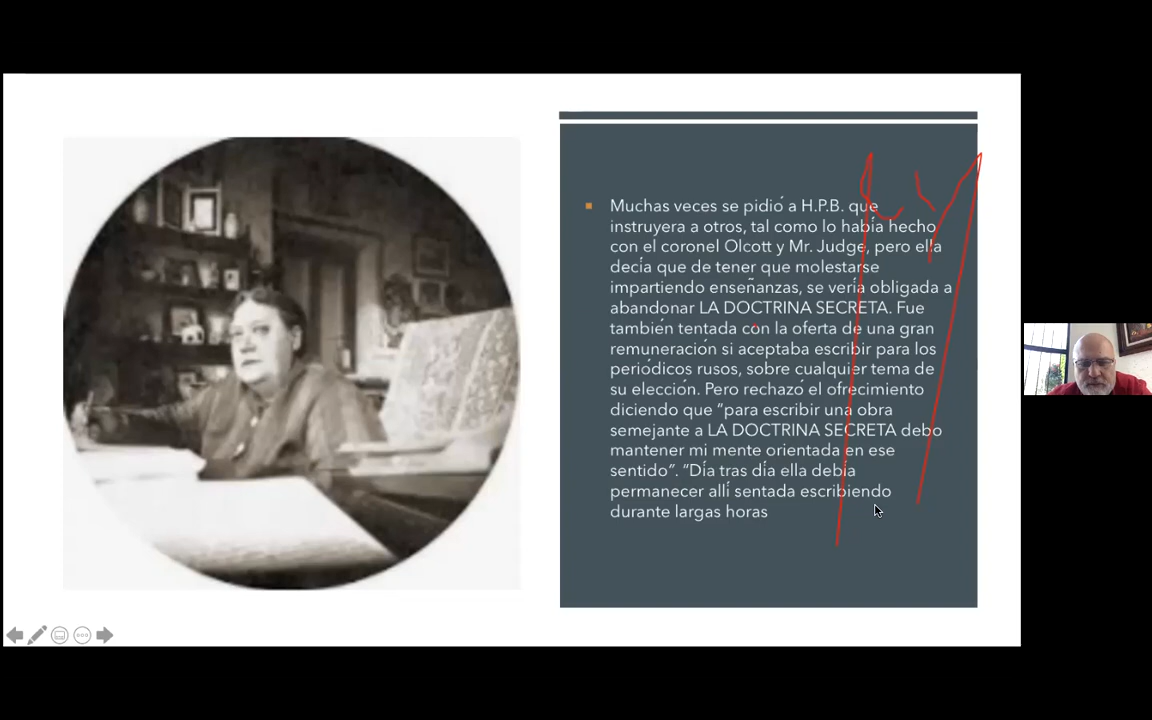 Muchas veces se pidió a H.P.B. que
instruyera a otros, tal como lo había hecho
con el coronel Olcott y Mr. Judge, pero ella
decía que de tener que molestarse
impartiendo enseñanzas, se vería obligada a
abandonar LA DOCTRINA SECRETA. Fue
también tentada con la oferta de una gran
remuneración si aceptaba escribir para los
periódicos rusos, sobre cualquier tema de
su elección. Pero rechazó el ofrecimiento
diciendo que “para escribir una obra
semejante a LA DOCTRINA SECRETA debo
mantener mi mente orientada en ese
sentido”. “Día tras día ella debía
permanecer allí sentada escribiendo
durante largas horas